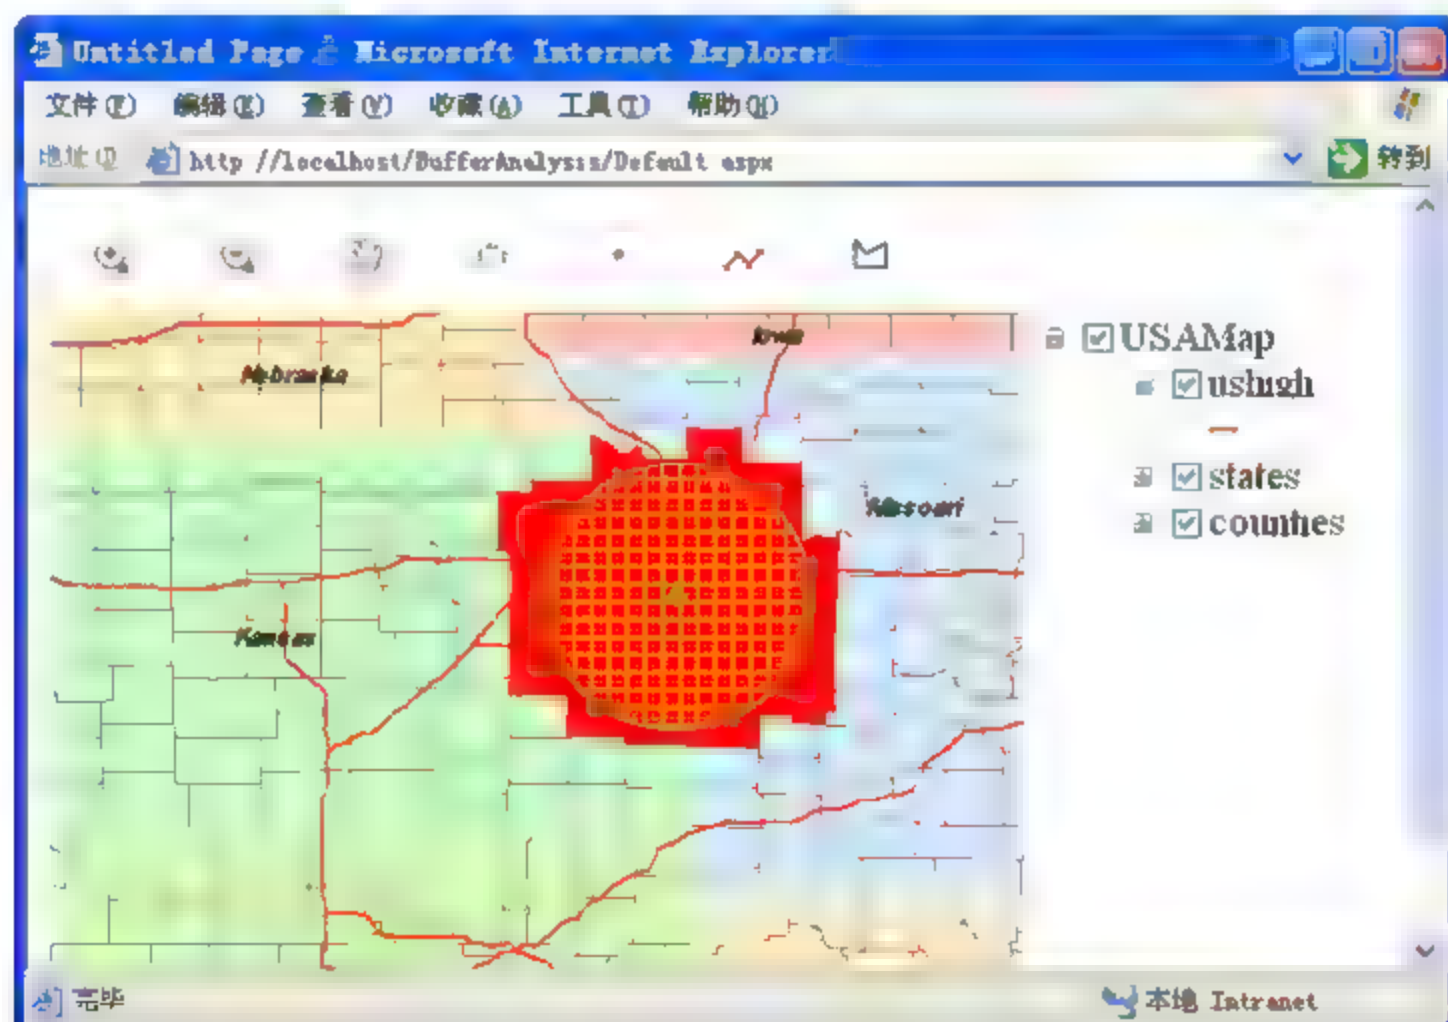 Untitled Page - Microsoft Internet Explorer
文件(F) 编辑(E) 查看(V) 收藏(A) 工具(T) 帮助(H)
地址(D) http //localhost/BufferAnalysis/Default aspx 转到
Iowa
Nebraska
Missouri
Kansas
USAMap
ushigh
states
counties
完毕
本地 Intranet